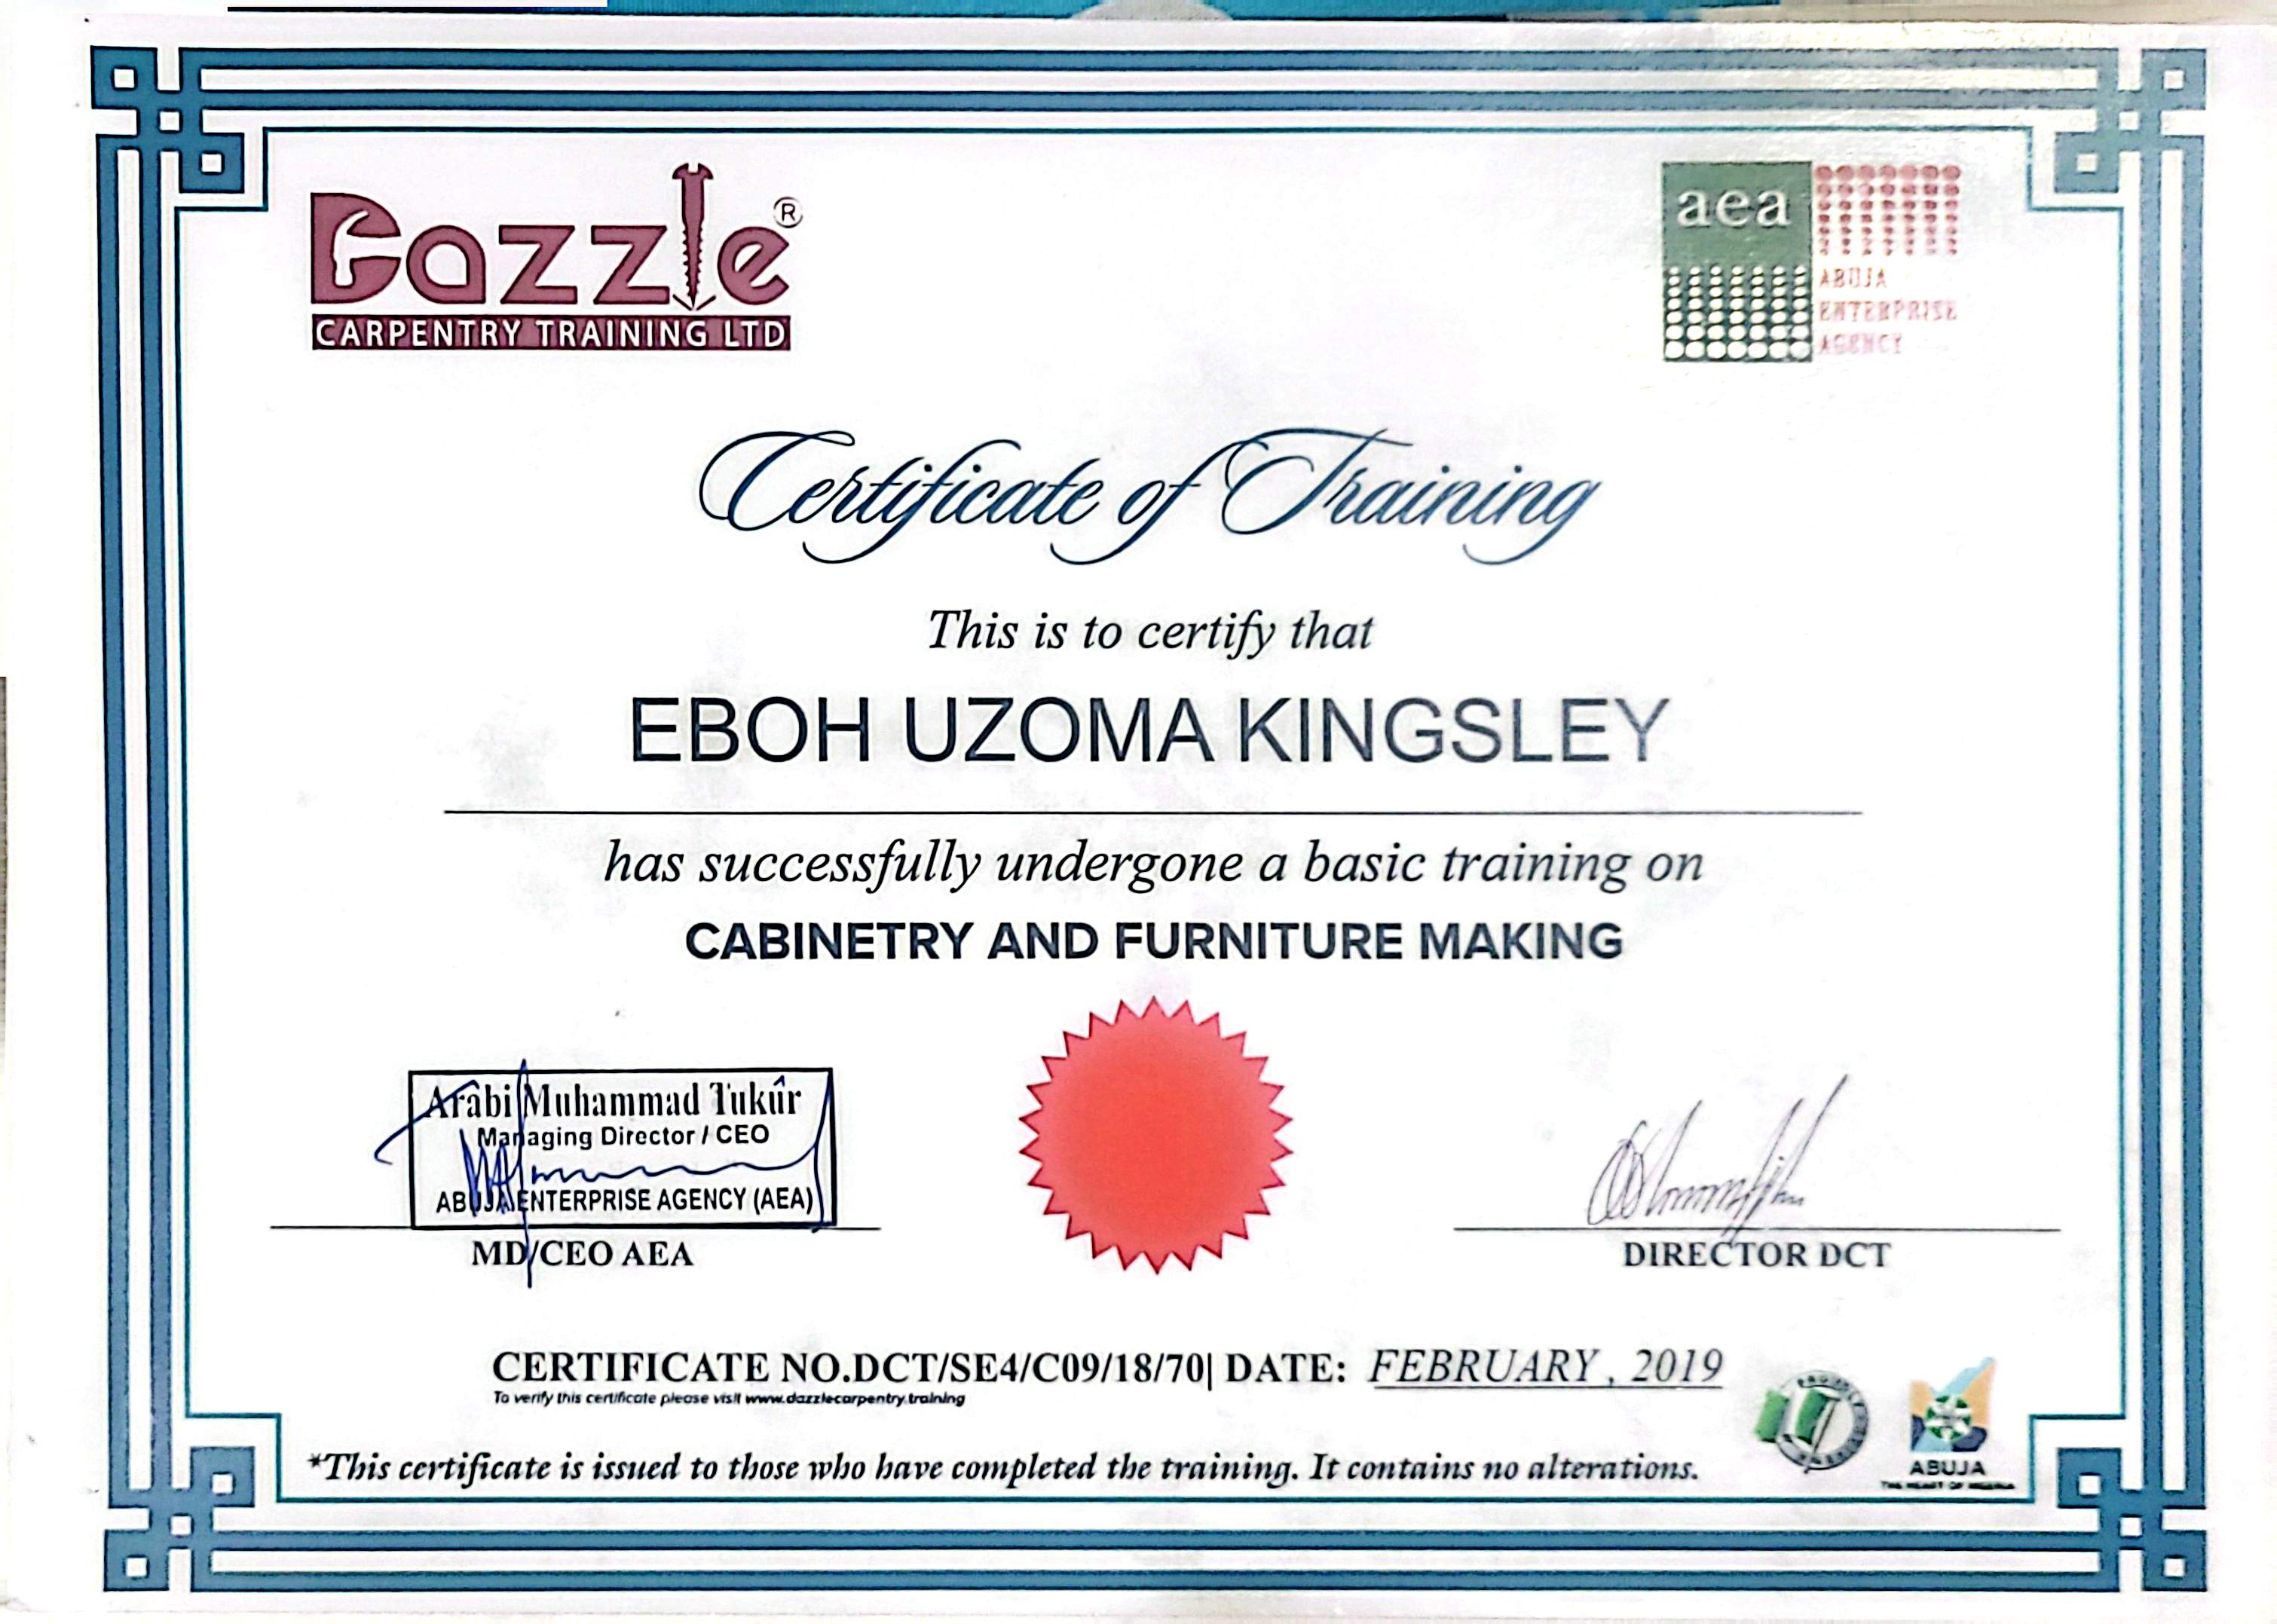 Dazzle®
CARPENTRY TRAINING LTD
aea
ABUJA
ENTERPRISE
AGENCY
Certificate of Training
This is to certify that
EBOH UZOMA KINGSLEY
has successfully undergone a basic training on
CABINETRY AND FURNITURE MAKING
Arabi Muhammad Tukur
Managing Director / CEO
ABUJA ENTERPRISE AGENCY (AEA)
MD/CEO AEA
DIRECTOR DCT
CERTIFICATE NO.DCT/SE4/C09/18/70| DATE: FEBRUARY, 2019
To verify this certificate please visit www.dazzlecarpentry.training
*This certificate is issued to those who have completed the training. It contains no alterations.
ABUJA
THE HEART OF NIGERIA